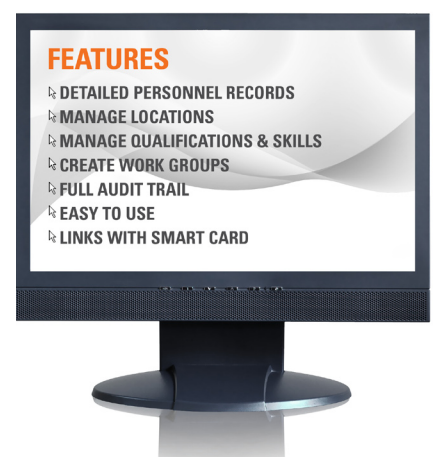 FEATURES
DETAILED PERSONNEL RECORDS
MANAGE LOCATIONS
MANAGE QUALIFICATIONS & SKILLS
CREATE WORK GROUPS
FULL AUDIT TRAIL
EASY TO USE
LINKS WITH SMART CARD